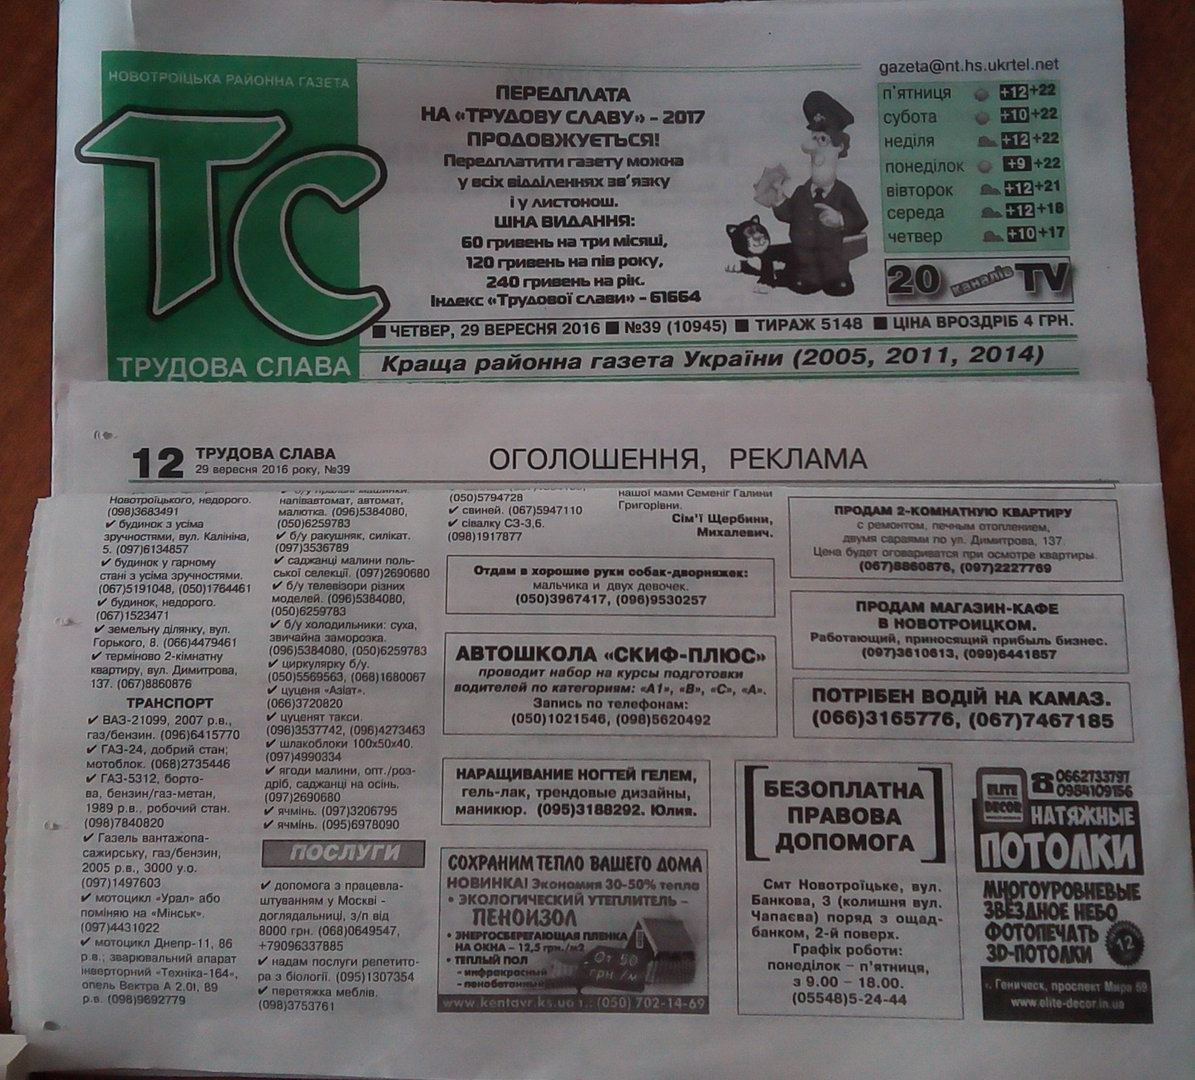 НОВОТРОЇЦЬКА РАЙОННА ГАЗЕТА
ТС
ТРУДОВА СЛАВА
ПЕРЕДПЛАТА
НА «ТРУДОВУ СЛАВУ» – 2017
ПРОДОВЖУЄТЬСЯ!
Передплатити газету можна
у всіх відділеннях зв'язку
і у листонош.
ЦІНА ВИДАННЯ:
60 гривень на три місяці,
120 гривень на пів року,
240 гривень на рік.
Індекс «Трудової слави» – 61664
gazeta@nt.hs.ukrtel.net
п'ятниця +12 +22
субота +10 +22
неділя +12 +22
понеділок +9 +22
вівторок +12 +21
середа +12 +18
четвер +10 +17
20 каналів TV
■ ЧЕТВЕР, 29 ВЕРЕСНЯ 2016 ■ №39 (10945) ■ ТИРАЖ 5148 ■ ЦІНА ВРОЗДРІБ 4 ГРН.
Краща районна газета України (2005, 2011, 2014)
12 ТРУДОВА СЛАВА
29 вересня 2016 року, №39
ОГОЛОШЕННЯ, РЕКЛАМА
Новотроїцького, недорого.
(098)3683491
✔ будинок з усіма
зручностями, вул. Калініна,
5. (097)6134857
✔ будинок у гарному
стані з усіма зручностями.
(067)5191048, (050)1764461
✔ будинок, недорого.
(067)1523471
✔ земельну ділянку, вул.
Горького, 8. (066)4479461
✔ терміново 2-кімнатну
квартиру, вул. Димитрова,
137. (067)8860876
ТРАНСПОРТ
✔ ВАЗ-21099, 2007 р.в.,
газ/бензин. (096)6415770
✔ ГАЗ-24, добрий стан;
мотоблок. (068)2735446
✔ ГАЗ-5312, борто-
ва, бензин/газ-метан,
1989 р.в., робочий стан.
(098)7840820
✔ Газель вантажопа-
сажирську, газ/бензин,
2005 р.в., 3000 у.о.
(097)1497603
✔ мотоцикл «Урал» або
поміняю на «Мінськ».
(097)4431022
✔ мотоцикл Днепр-11, 86
р.в.; зварювальний апарат
інверторний «Техніка-164»,
опель Вектра А 2.0І, 89
р.в. (098)9692779
✔ б/у пральні машинки:
напівавтомат, автомат,
малютка. (096)5384080,
(050)6259783
✔ б/у ракушняк, силікат.
(097)3536789
✔ саджанці малини поль-
ської селекції. (097)2690680
✔ б/у телевізори різних
моделей. (096)5384080,
(050)6259783
✔ б/у холодильники: суха,
звичайна заморозка.
(096)5384080, (050)6259783
✔ циркулярку б/у.
(050)5569563, (068)1680067
✔ цуценя «Азіат».
(066)3720820
✔ цуценят такси.
(096)3537742, (096)4273463
✔ шлакоблоки 100х50х40.
(097)4990334
✔ ягоди малини, опт./роз-
дріб, саджанці на осінь.
(097)2690680
✔ ячмінь. (097)3206795
✔ ячмінь. (095)6978090
ПОСЛУГИ
✔ допомога з працевла-
штуванням у Москві -
доглядальниці, з/п від
8000 грн. (068)0649547,
+79096337885
✔ надам послуги репетито-
ра з біології. (095)1307354
✔ перетяжка меблів.
(098)3753761
(050)5794728
✔ свиней. (067)5947110
✔ сівалку СЗ-3,6.
(098)1917877
нашої мами Семеніг Галини
Григорівни.
Сім'ї Щербини,
Михалевич.
Отдам в хорошие руки собак-дворняжек:
мальчика и двух девочек.
(050)3967417, (096)9530257
АВТОШКОЛА «СКИФ-ПЛЮС»
проводит набор на курсы подготовки
водителей по категориям: «А1», «В», «С», «А».
Запись по телефонам:
(050)1021546, (098)5620492
НАРАЩИВАНИЕ НОГТЕЙ ГЕЛЕМ,
гель-лак, трендовые дизайны,
маникюр. (095)3188292. Юлия.
СОХРАНИМ ТЕПЛО ВАШЕГО ДОМА
НОВИНКА! Экономия 30-50% тепла
• ЭКОЛОГИЧЕСКИЙ УТЕПЛИТЕЛЬ –
ПЕНОИЗОЛ
• ЭНЕРГОСБЕРЕГАЮЩАЯ ПЛЕНКА
НА ОКНА – 12,5 грн./м2
• ТЕПЛЫЙ ПОЛ
- инфракрасный
- пенобетонный
От 50
грн./м
www.kentavr.ks.ua т.: (050) 702-14-69
ПРОДАМ 2-КОМНАТНУЮ КВАРТИРУ
с ремонтом, печным отоплением,
двумя сараями по ул. Димитрова, 137.
Цена будет оговариватся при осмотре квартиры.
(067)8860876, (097)2227769
ПРОДАМ МАГАЗИН-КАФЕ
В НОВОТРОИЦКОМ.
Работающий, приносящий прибыль бизнес.
(097)3610613, (099)6441857
ПОТРІБЕН ВОДІЙ НА КАМАЗ.
(066)3165776, (067)7467185
БЕЗОПЛАТНА
ПРАВОВА
ДОПОМОГА
Смт Новотроїцьке, вул.
Банкова, 3 (колишня вул.
Чапаєва) поряд з ощад-
банком, 2-й поверх.
Графік роботи:
понеділок – п'ятниця,
з 9.00 – 18.00.
(05548)5-24-44
ELITE
DECOR
0662733797
0984109156
НАТЯЖНЫЕ
ПОТОЛКИ
МНОГОУРОВНЕВЫЕ
ЗВЁЗДНОЕ НЕБО
ФОТОПЕЧАТЬ
3D-ПОТОЛКИ
12
г. Геническ, проспект Мира 59
www.elite-decor.in.ua